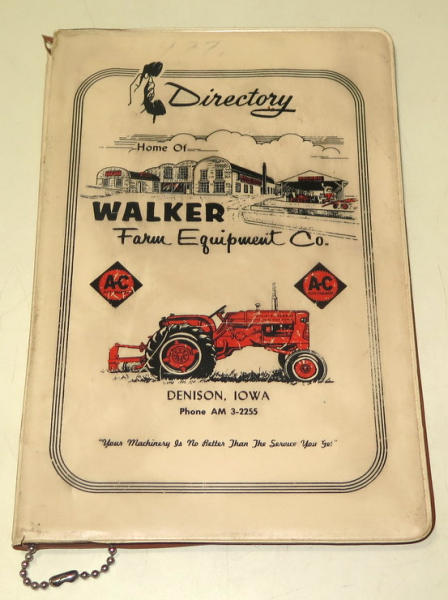 Directory
Home Of
WALKER
Farm Equipment Co.
A-C A-C
DENISON, IOWA
Phone AM 3-2255
"Your Machinery Is No Better Than The Service You Get"